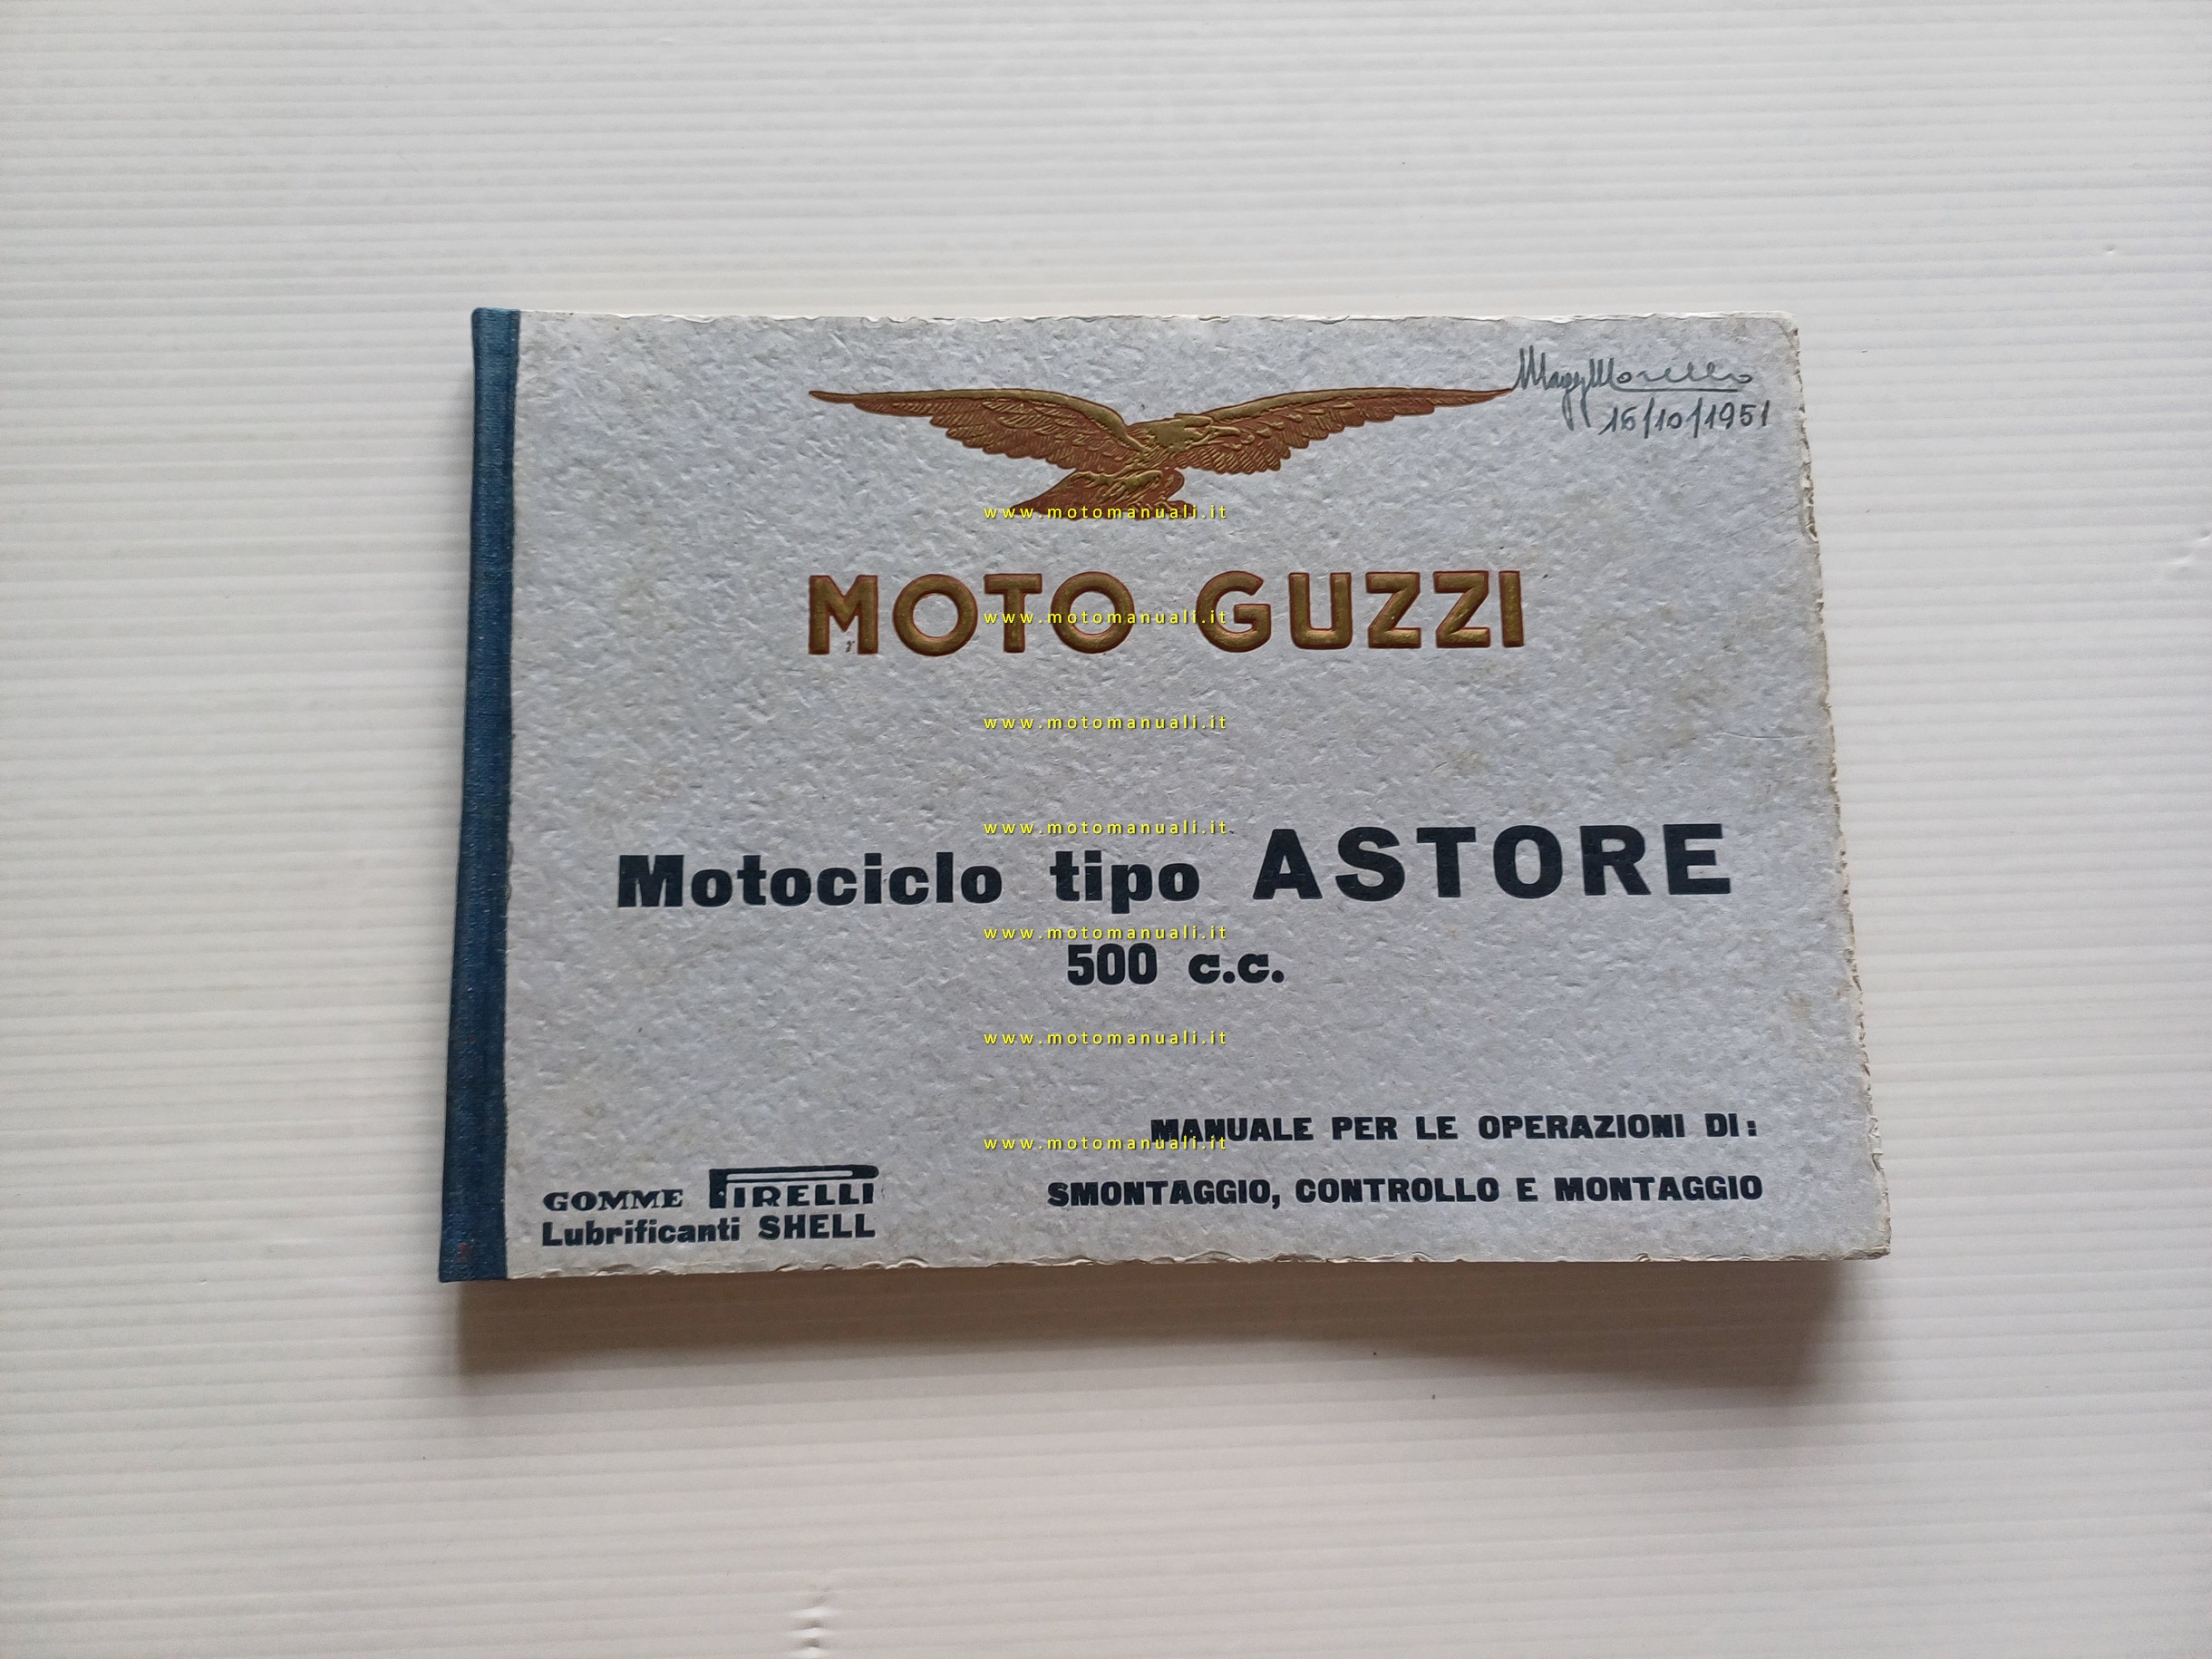 15/10/1951
www.motomanuali.it
MOTO GUZZI
www.motomanuali.it
www.motomanuali.it
www.motomanuali.it
Motociclo tipo ASTORE
www.motomanuali.it
500 c.c.
www.motomanuali.it
MANUALE PER LE OPERAZIONI DI:
www.motomanuali.it
SMONTAGGIO, CONTROLLO E MONTAGGIO
GOMME PIRELLI
Lubrificanti SHELL